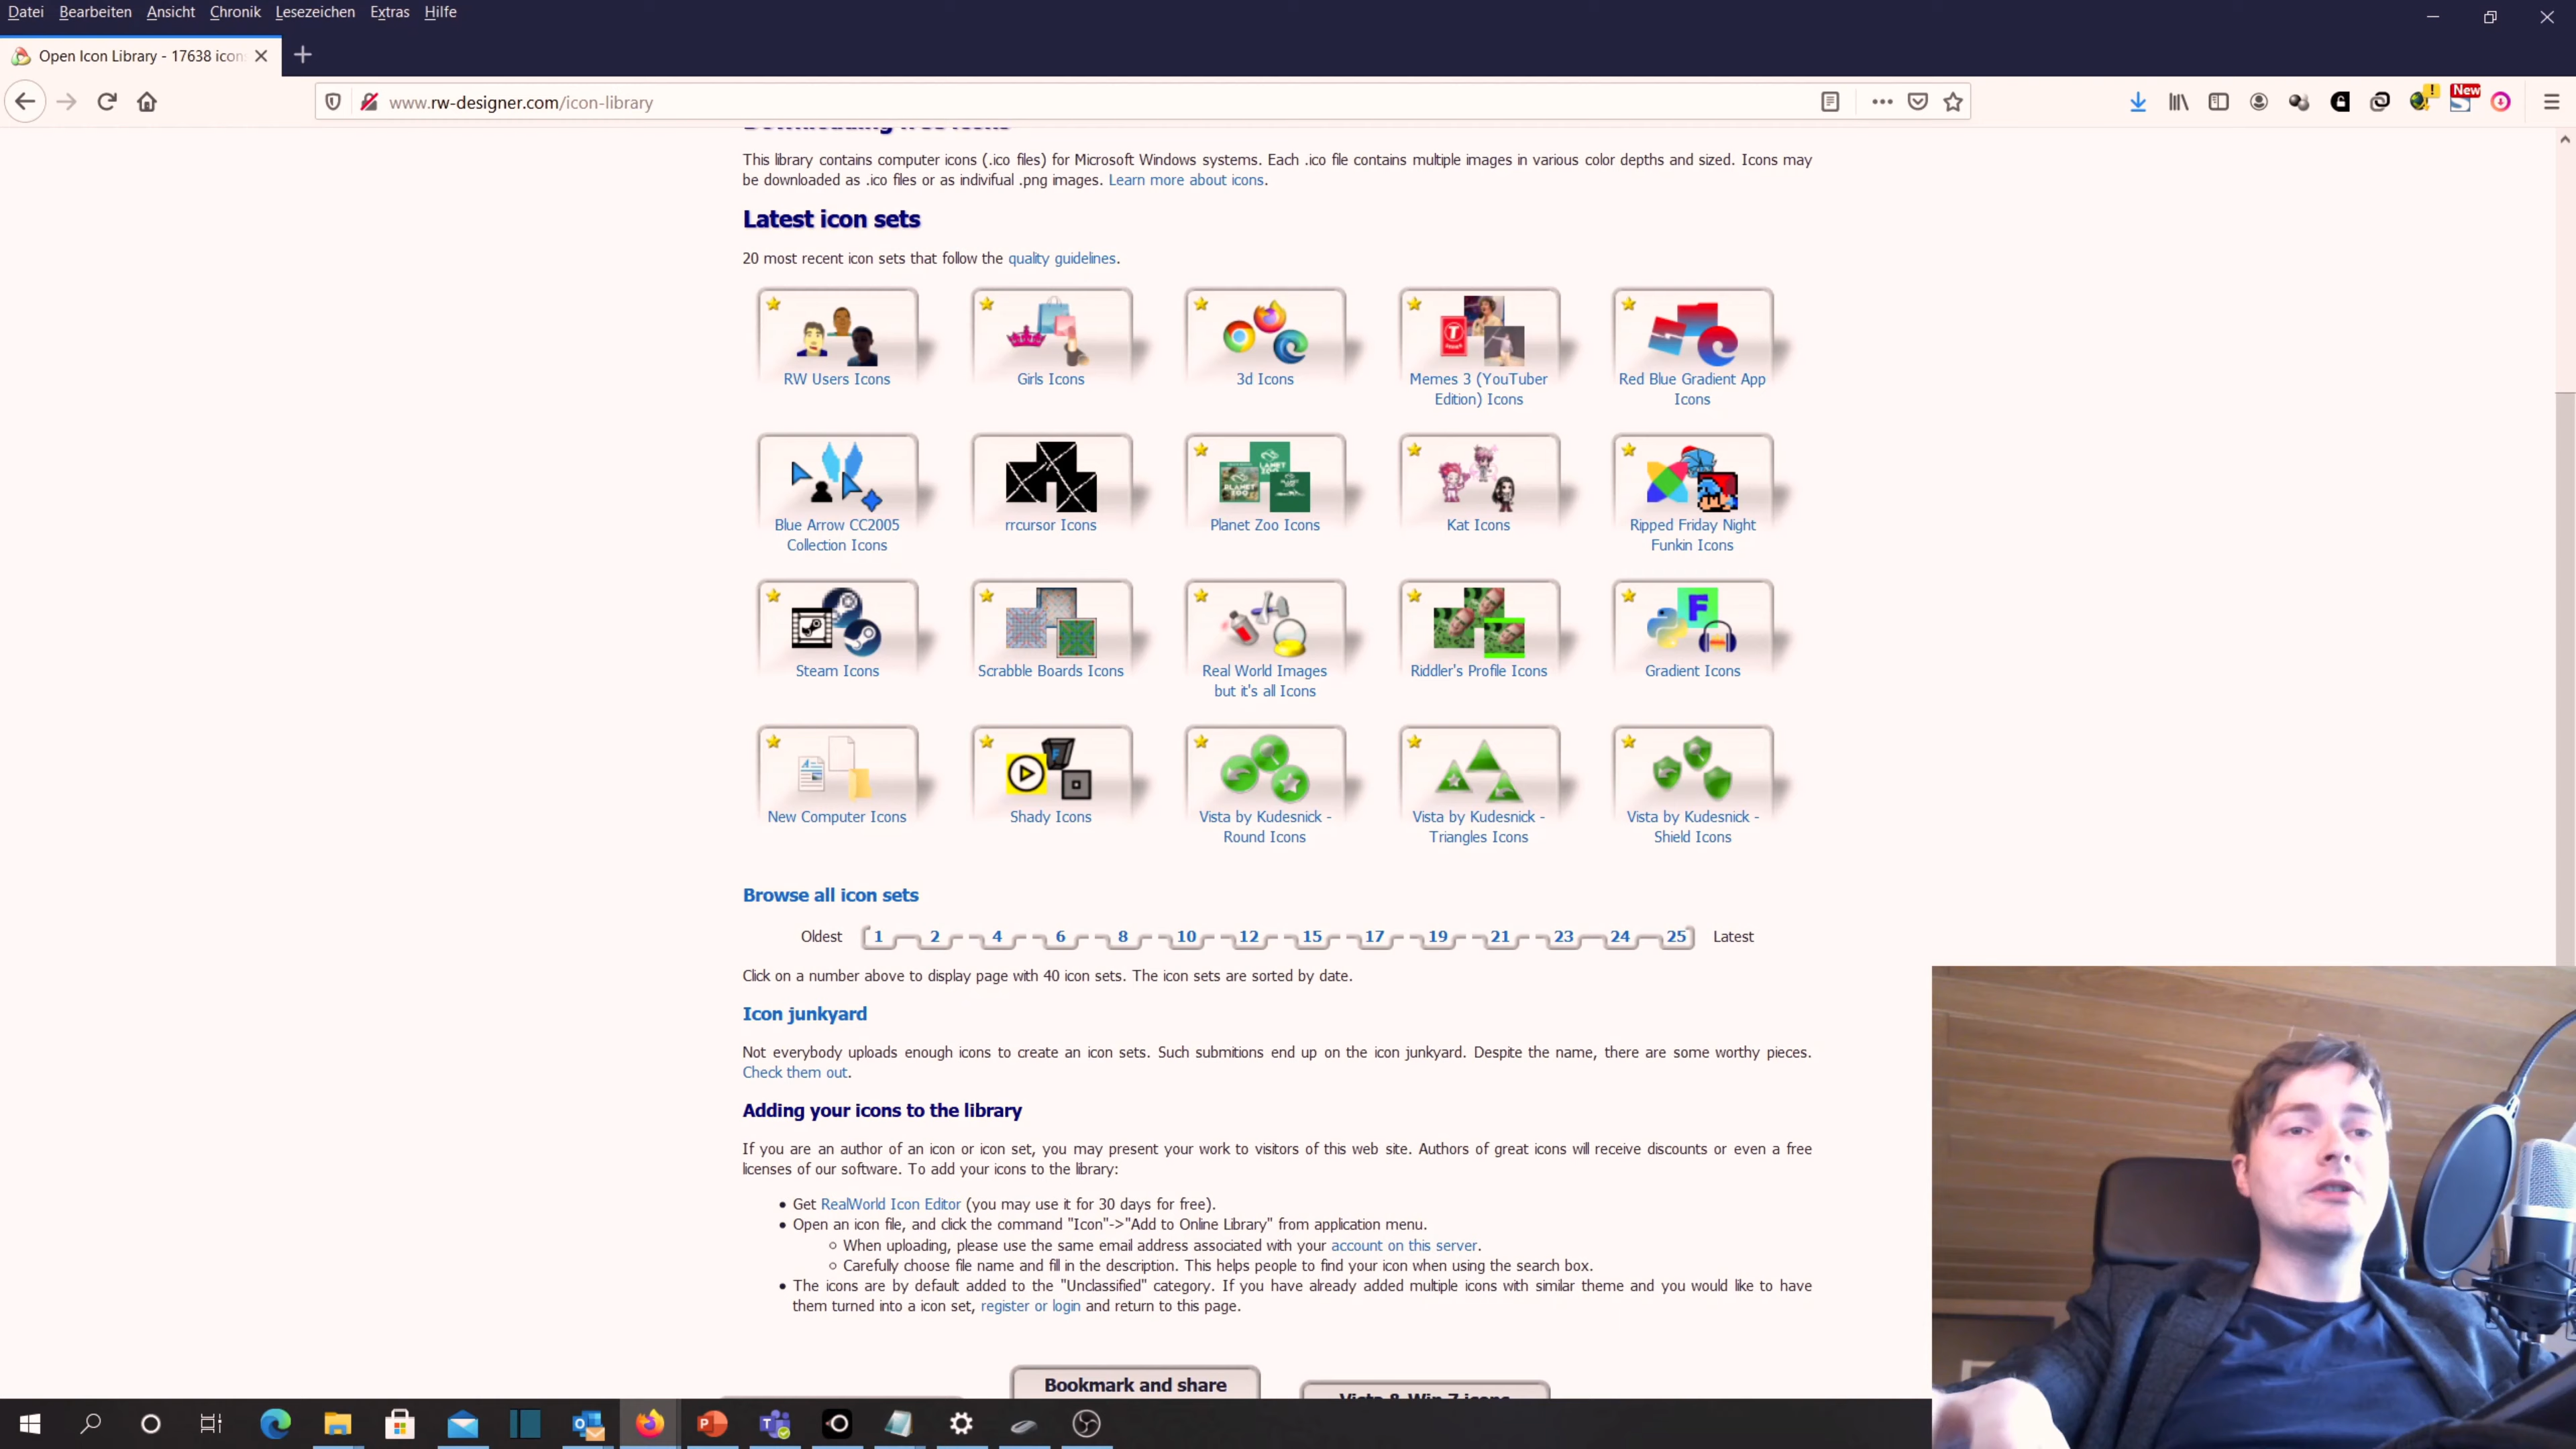 Datei Bearbeiten Ansicht Chronik Lesezeichen Extras Hilfe
Open Icon Library - 17638 icon
www.rw-designer.com/icon-library
New
Downloading free icons
This library contains computer icons (.ico files) for Microsoft Windows systems. Each .ico file contains multiple images in various color depths and sized. Icons may
be downloaded as .ico files or as indivifual .png images. Learn more about icons.
Latest icon sets
20 most recent icon sets that follow the quality guidelines.
RW Users Icons
Girls Icons
3d Icons
Memes 3 (YouTuber
Edition) Icons
Red Blue Gradient App
Icons
Blue Arrow CC2005
Collection Icons
rrcursor Icons
Planet Zoo Icons
Kat Icons
Ripped Friday Night
Funkin Icons
Steam Icons
Scrabble Boards Icons
Real World Images
but it's all Icons
Riddler's Profile Icons
Gradient Icons
New Computer Icons
Shady Icons
Vista by Kudesnick -
Round Icons
Vista by Kudesnick -
Triangles Icons
Vista by Kudesnick -
Shield Icons
Browse all icon sets
Oldest 1 2 4 6 8 10 12 15 17 19 21 23 24 25 Latest
Click on a number above to display page with 40 icon sets. The icon sets are sorted by date.
Icon junkyard
Not everybody uploads enough icons to create an icon sets. Such submitions end up on the icon junkyard. Despite the name, there are some worthy pieces.
Check them out.
Adding your icons to the library
If you are an author of an icon or icon set, you may present your work to visitors of this web site. Authors of great icons will receive discounts or even a free
licenses of our software. To add your icons to the library:
• Get RealWorld Icon Editor (you may use it for 30 days for free).
• Open an icon file, and click the command "Icon"->"Add to Online Library" from application menu.
○ When uploading, please use the same email address associated with your account on this server.
○ Carefully choose file name and fill in the description. This helps people to find your icon when using the search box.
• The icons are by default added to the "Unclassified" category. If you have already added multiple icons with similar theme and you would like to have
them turned into a icon set, register or login and return to this page.
Bookmark and share
Vista & Win 7 icons